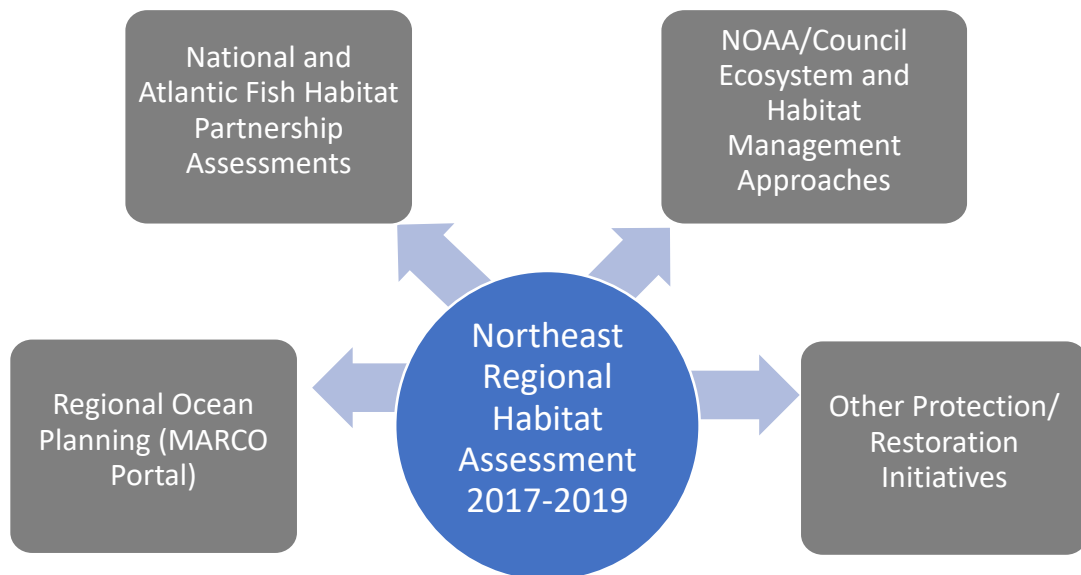 National and
Atlantic Fish Habitat
Partnership
Assessments
NOAA/Council
Ecosystem and
Habitat
Management
Approaches
Northeast
Regional
Habitat
Assessment
2017-2019
Regional Ocean
Planning (MARCO
Portal)
Other Protection/
Restoration
Initiatives